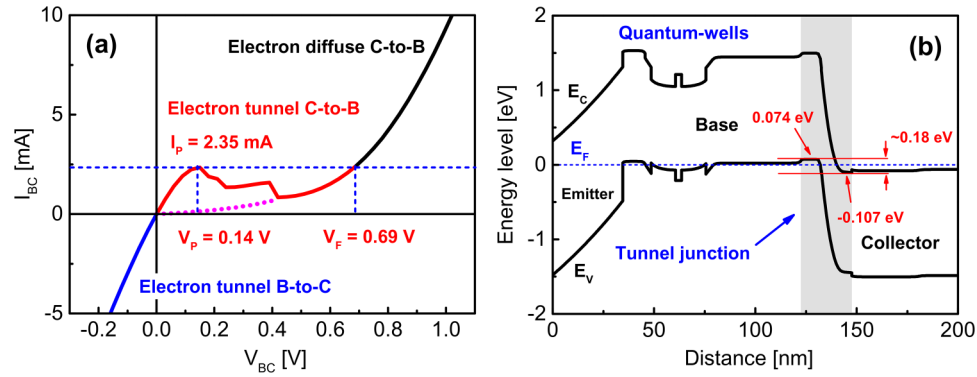 (a)
Electron diffuse C-to-B
Electron tunnel C-to-B
I_P = 2.35 mA
V_P = 0.14 V
V_F = 0.69 V
Electron tunnel B-to-C
10
5
0
-5
I_BC [mA]
-0.2 0.0 0.2 0.4 0.6 0.8 1.0
V_BC [V]
(b)
Quantum-wells
E_C
Base
0.074 eV
~0.18 eV
E_F
Emitter
-0.107 eV
Collector
Tunnel junction
E_V
2
1
0
-1
-2
Energy level [eV]
0 50 100 150 200
Distance [nm]